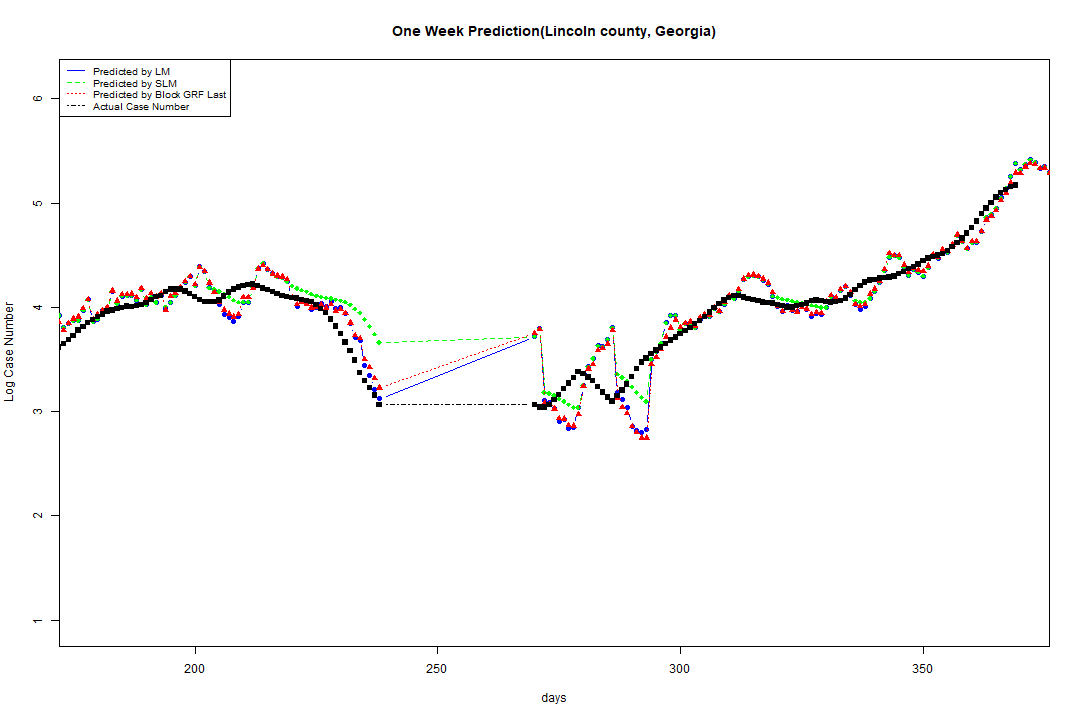 One Week Prediction(Lincoln county, Georgia)
Predicted by LM
Predicted by SLM
Predicted by Block GRF Last
Actual Case Number
Log Case Number
6
5
4
3
2
1
200
250
300
350
days